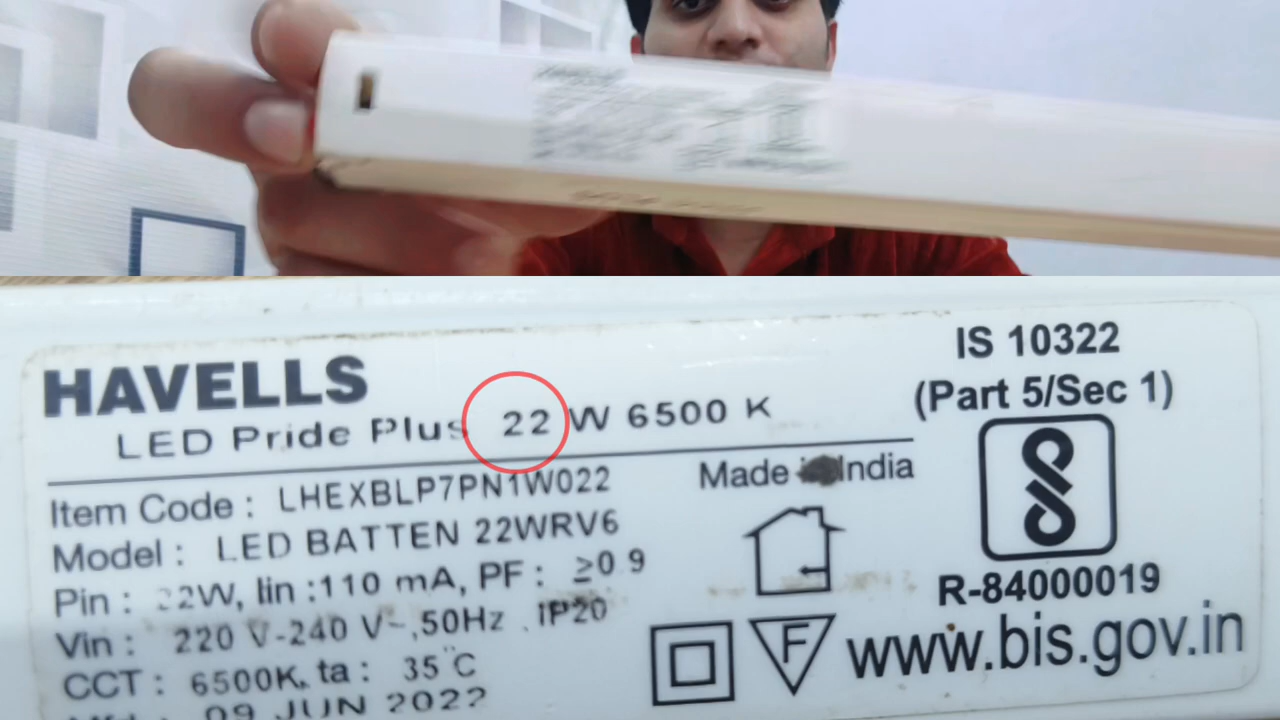 HAVELLS
LED Pride Plus 22 W 6500 K
Item Code : LHEXBLP7PN1W022
Model : LED BATTEN 22WRV6
Pin : 22W, Iin :110 mA, PF : ≥0 9
Vin : 220 V-240 V~,50Hz . IP20
CCT : 6500K, ta : 35°C
Mfd : 09 JUN 2022
Made in India
IS 10322
(Part 5/Sec 1)
R-84000019
F
www.bis.gov.in